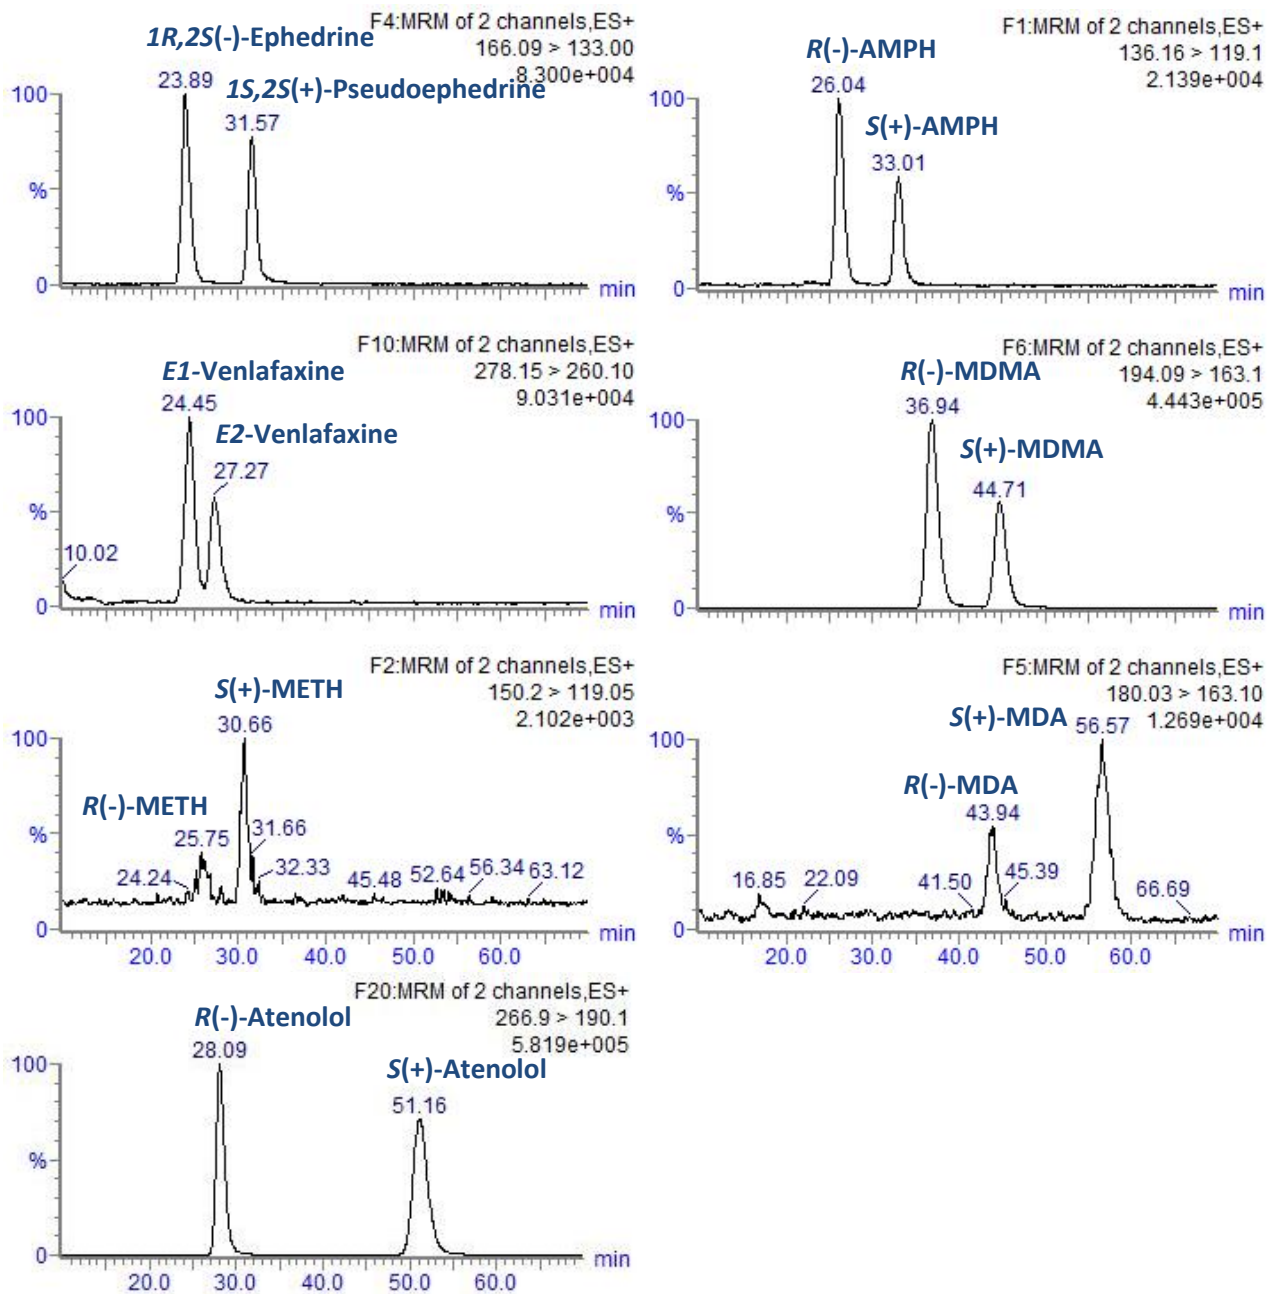 F4:MRM of 2 channels,ES+
1R,2S(-)-Ephedrine
166.09 > 133.00
8.300e+004
23.89
1S,2S(+)-Pseudoephedrine
31.57
100
%
0
min
F1:MRM of 2 channels,ES+
R(-)-AMPH
136.16 > 119.1
2.139e+004
26.04
S(+)-AMPH
33.01
100
%
0
min
F10:MRM of 2 channels,ES+
E1-Venlafaxine
278.15 > 260.10
9.031e+004
24.45
E2-Venlafaxine
27.27
10.02
100
%
0
min
F6:MRM of 2 channels,ES+
R(-)-MDMA
194.09 > 163.1
4.443e+005
36.94
S(+)-MDMA
44.71
100
%
0
min
F2:MRM of 2 channels,ES+
S(+)-METH
150.2 > 119.05
2.102e+003
30.66
R(-)-METH
25.75
31.66
24.24
32.33
45.48
52.64
56.34
63.12
100
%
0
min
20.0 30.0 40.0 50.0 60.0
F5:MRM of 2 channels,ES+
180.03 > 163.10
S(+)-MDA
56.57
1.269e+004
R(-)-MDA
43.94
16.85
22.09
41.50
45.39
66.69
100
%
0
min
20.0 30.0 40.0 50.0 60.0
F20:MRM of 2 channels,ES+
R(-)-Atenolol
266.9 > 190.1
5.819e+005
28.09
S(+)-Atenolol
51.16
100
%
0
min
20.0 30.0 40.0 50.0 60.0